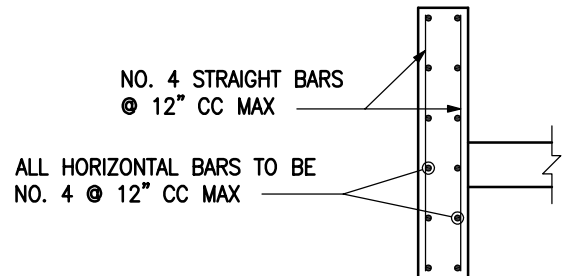 NO. 4 STRAIGHT BARS
@ 12” CC MAX
ALL HORIZONTAL BARS TO BE
NO. 4 @ 12” CC MAX